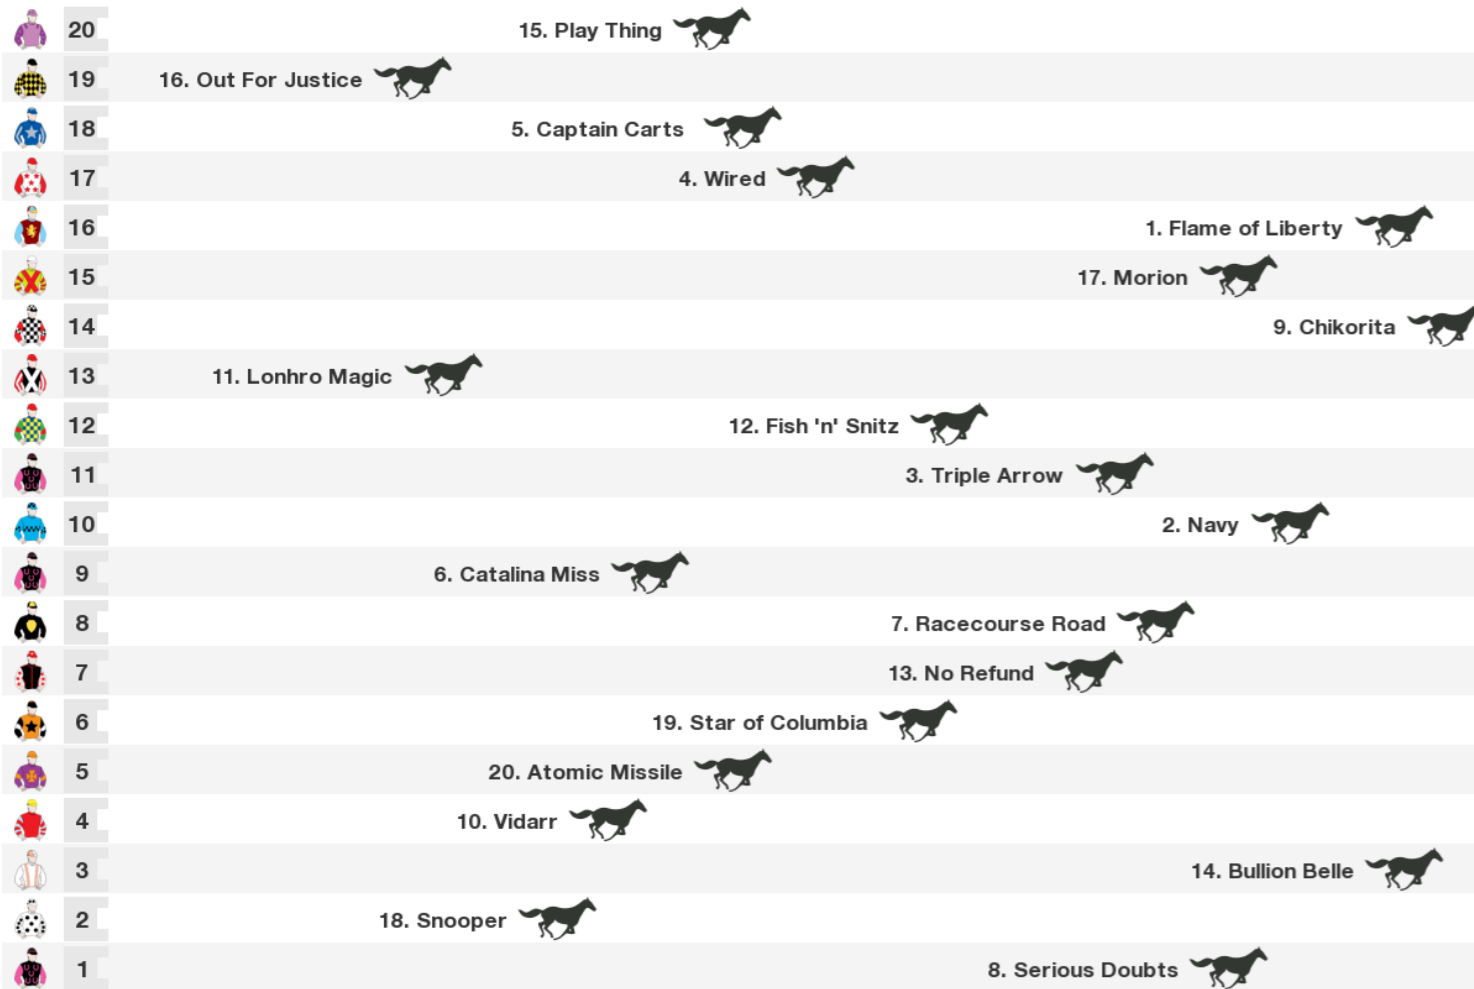 20 15. Play Thing
19 16. Out For Justice
18 5. Captain Carts
17 4. Wired
16 1. Flame of Liberty
15 17. Morion
14 9. Chikorita
13 11. Lonhro Magic
12 12. Fish 'n' Snitz
11 3. Triple Arrow
10 2. Navy
9 6. Catalina Miss
8 7. Racecourse Road
7 13. No Refund
6 19. Star of Columbia
5 20. Atomic Missile
4 10. Vidarr
3 14. Bullion Belle
2 18. Snooper
1 8. Serious Doubts